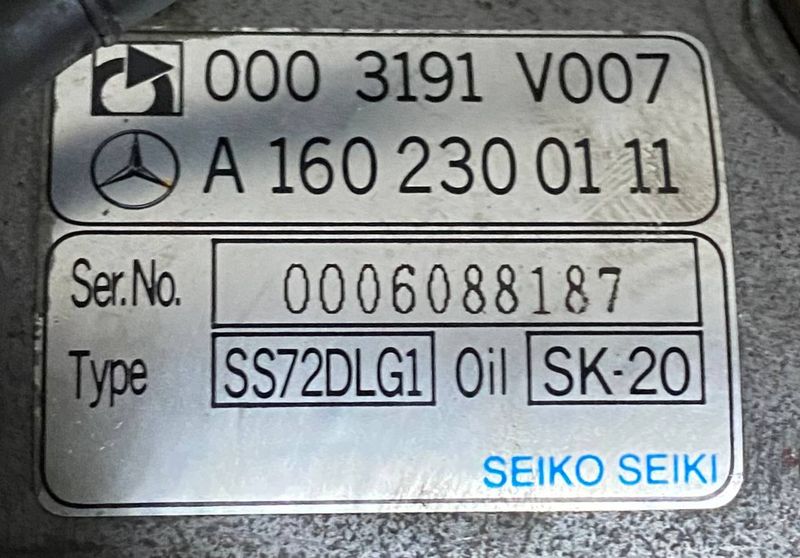 000 3191 V007
A 160 230 01 11
Ser.No. 0006088187
Type SS72DLG1 Oil SK-20
SEIKO SEIKI